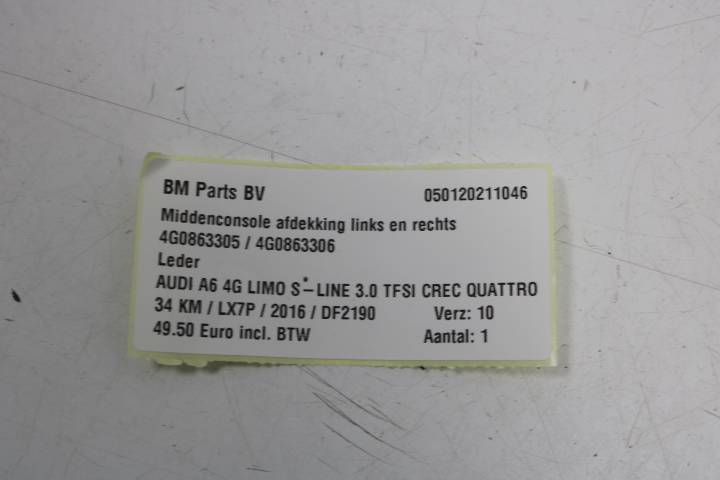 BM Parts BV 050120211046
Middenconsole afdekking links en rechts
4G0863305 / 4G0863306
Leder
AUDI A6 4G LIMO S*-LINE 3.0 TFSI CREC QUATTRO
34 KM / LX7P / 2016 / DF2190 Verz: 10
49.50 Euro incl. BTW Aantal: 1